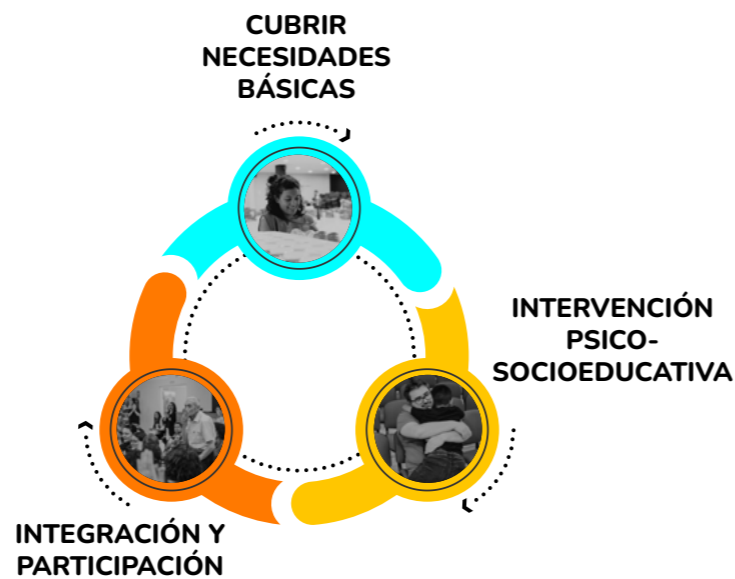 CUBRIR
NECESIDADES
BÁSICAS
INTERVENCIÓN
PSICO-
SOCIOEDUCATIVA
INTEGRACIÓN Y
PARTICIPACIÓN